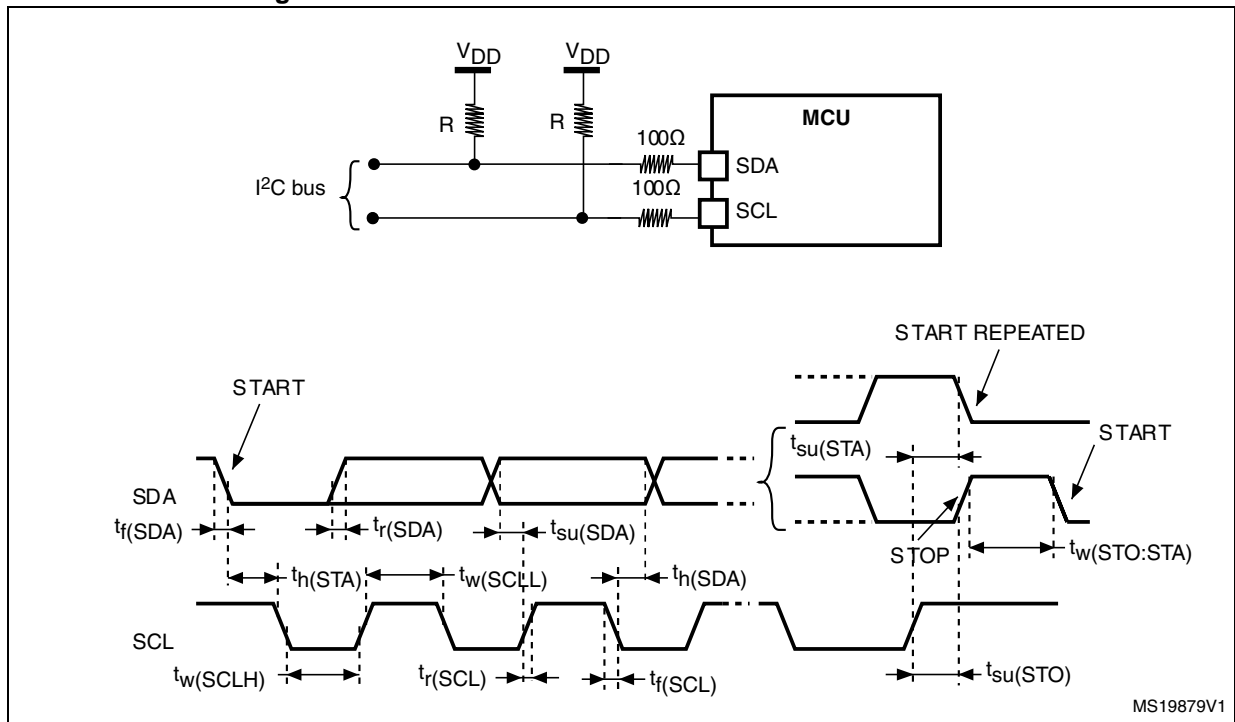 V_DD V_DD
MCU
R R 100Ω
SDA
I²C bus 100Ω
SCL
START REPEATED
START
START
t_su(STA)
SDA
t_f(SDA) t_r(SDA) t_su(SDA) STOP t_w(STO:STA)
t_h(STA) t_w(SCLL) t_h(SDA)
SCL
t_w(SCLH) t_r(SCL) t_f(SCL) t_su(STO)
MS19879V1